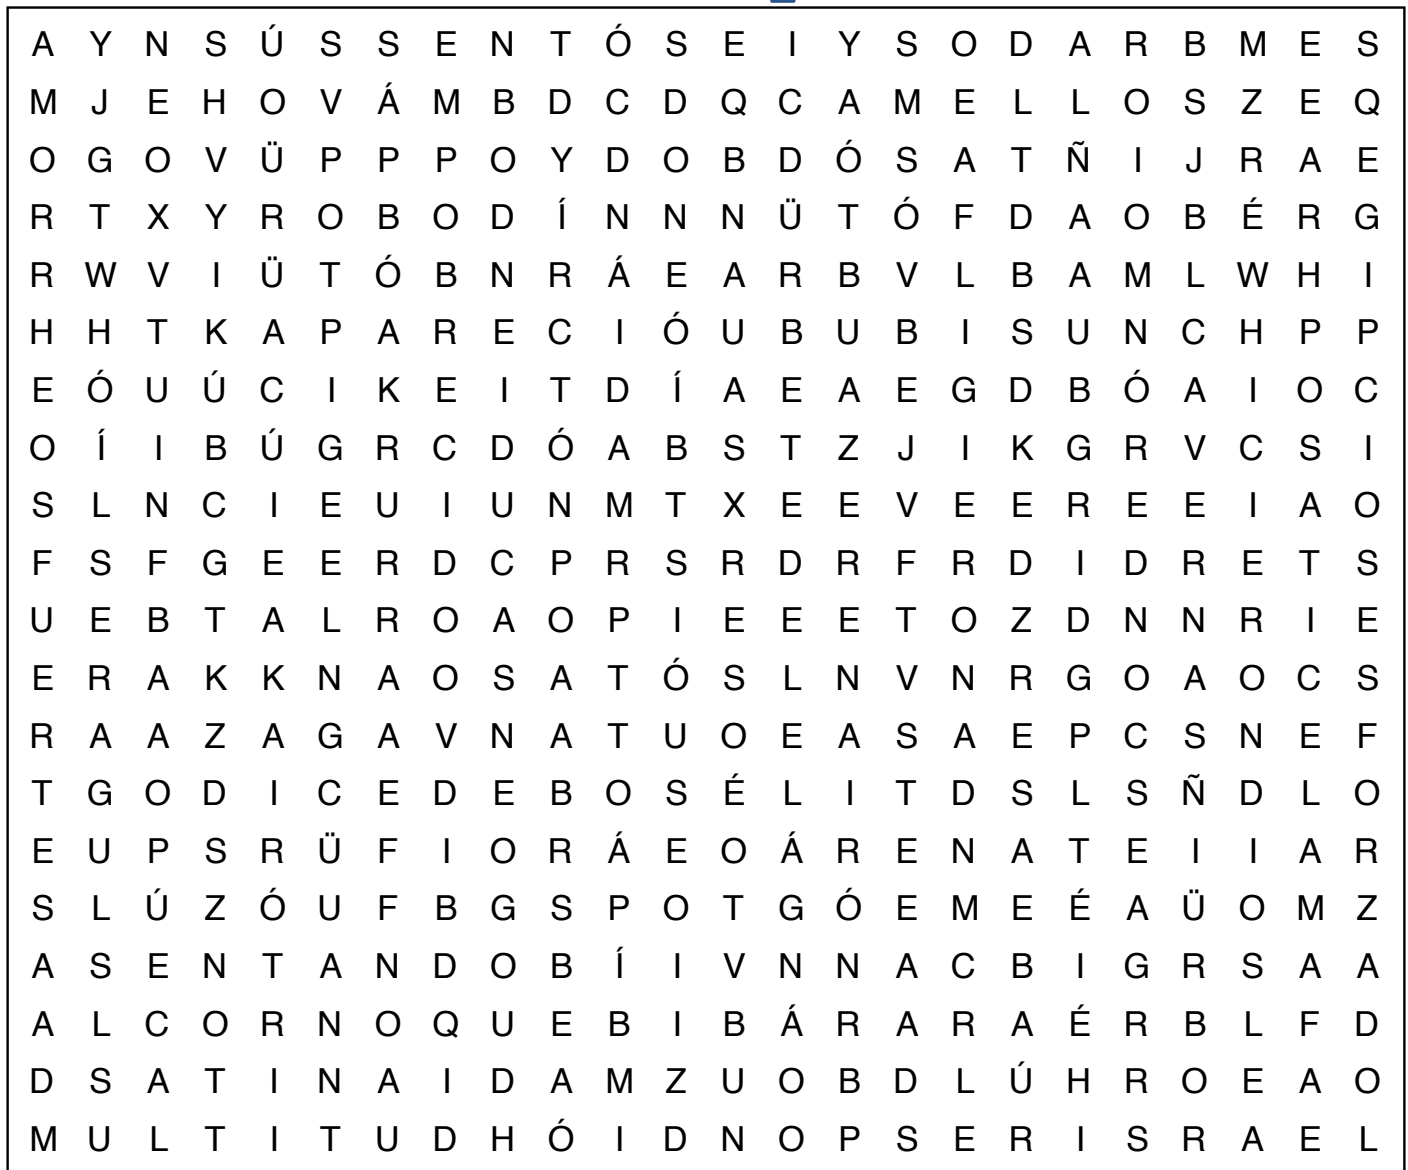 A Y N S Ú S S E N T Ó S E I Y S O D A R B M E S
M J E H O V Á M B D C D Q C A M E L L O S Z E Q
O G O V Ü P P P O Y D O B D Ó S A T Ñ I J R A E
R T X Y R O B O D Í N N N Ü T Ó F D A O B É R G
R W V I Ü T Ó B N R Á E A R B V L B A M L W H I
H H T K A P A R E C I Ó U B U B I S U N C H P P
E Ó U Ú C I K E I T D Í A E A E G D B Ó A I O C
O Í I B Ú G R C D Ó A B S T Z J I K G R V C S I
S L N C I E U I U N M T X E E V E E R E E I A O
F S F G E E R D C P R S R D R F R D I D R E T S
U E B T A L R O A O P I E E E T O Z D N N R I E
E R A K K N A O S A T Ó S L N V N R G O A O C S
R A A Z A G A V N A T U O E A S A E P C S N E F
T G O D I C E D E B O S É L I T D S L S Ñ D L O
E U P S R Ü F I O R Á E O Á R E N A T E I I A R
S L Ú Z Ó U F B G S P O T G Ó E M E É A Ü O M Z
A S E N T A N D O B Í I V N N A C B I G R S A A
A L C O R N O Q U E B I B Á R A R A É R B L F D
D S A T I N A I D A M Z U O B D L Ú H R O E A O
M U L T I T U D H Ó I D N O P S E R I S R A E L